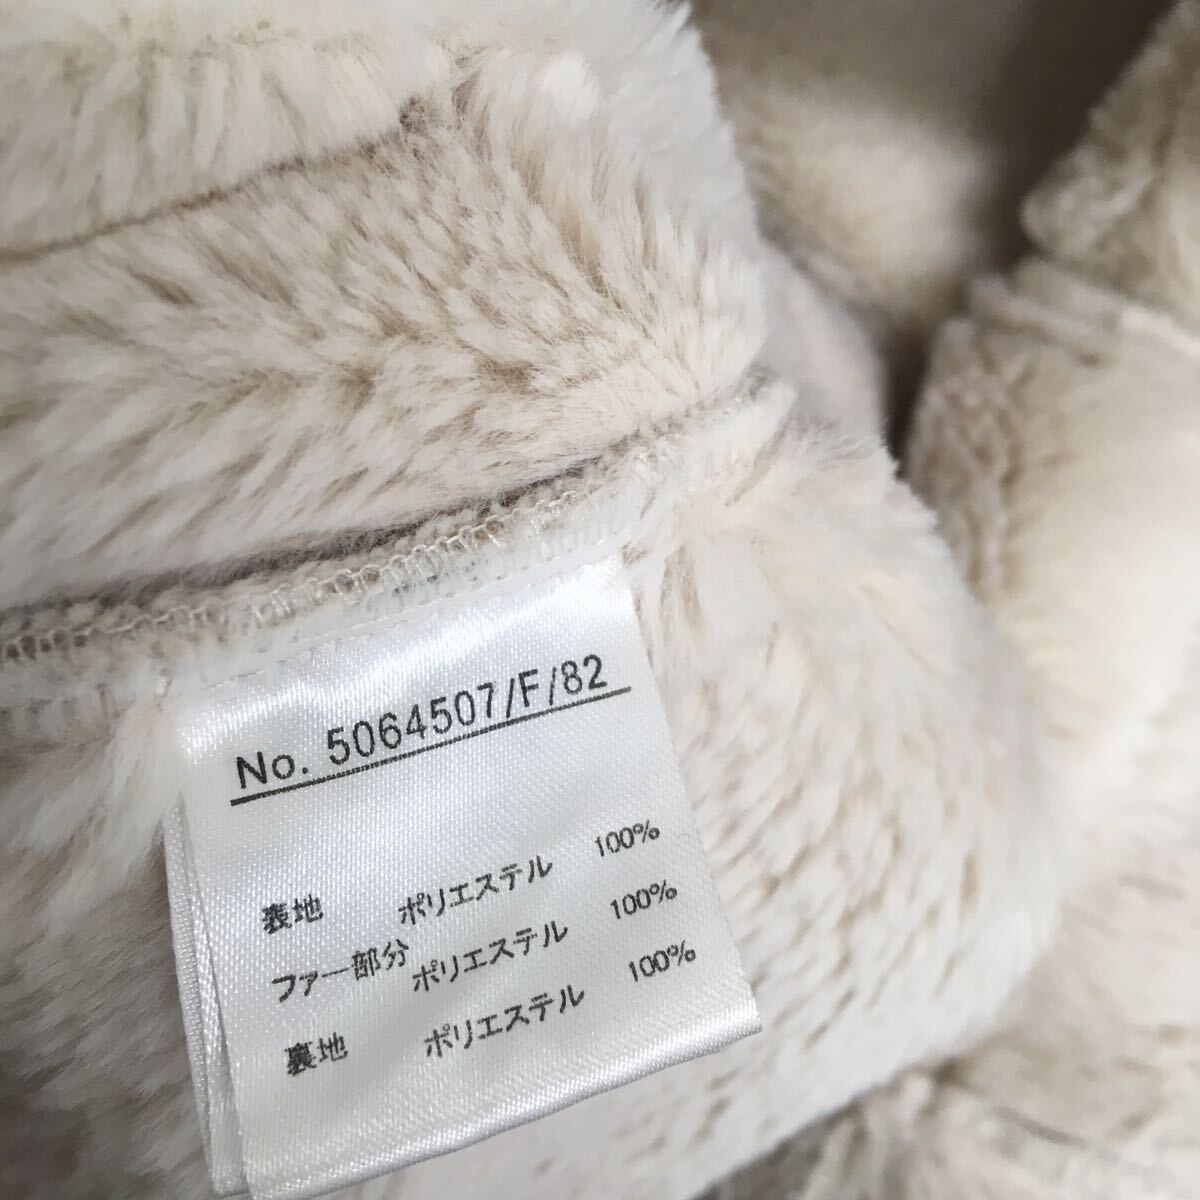 No. 5064507/F/82
表地 ポリエステル 100%
ファー部分 ポリエステル 100%
裏地 ポリエステル 100%